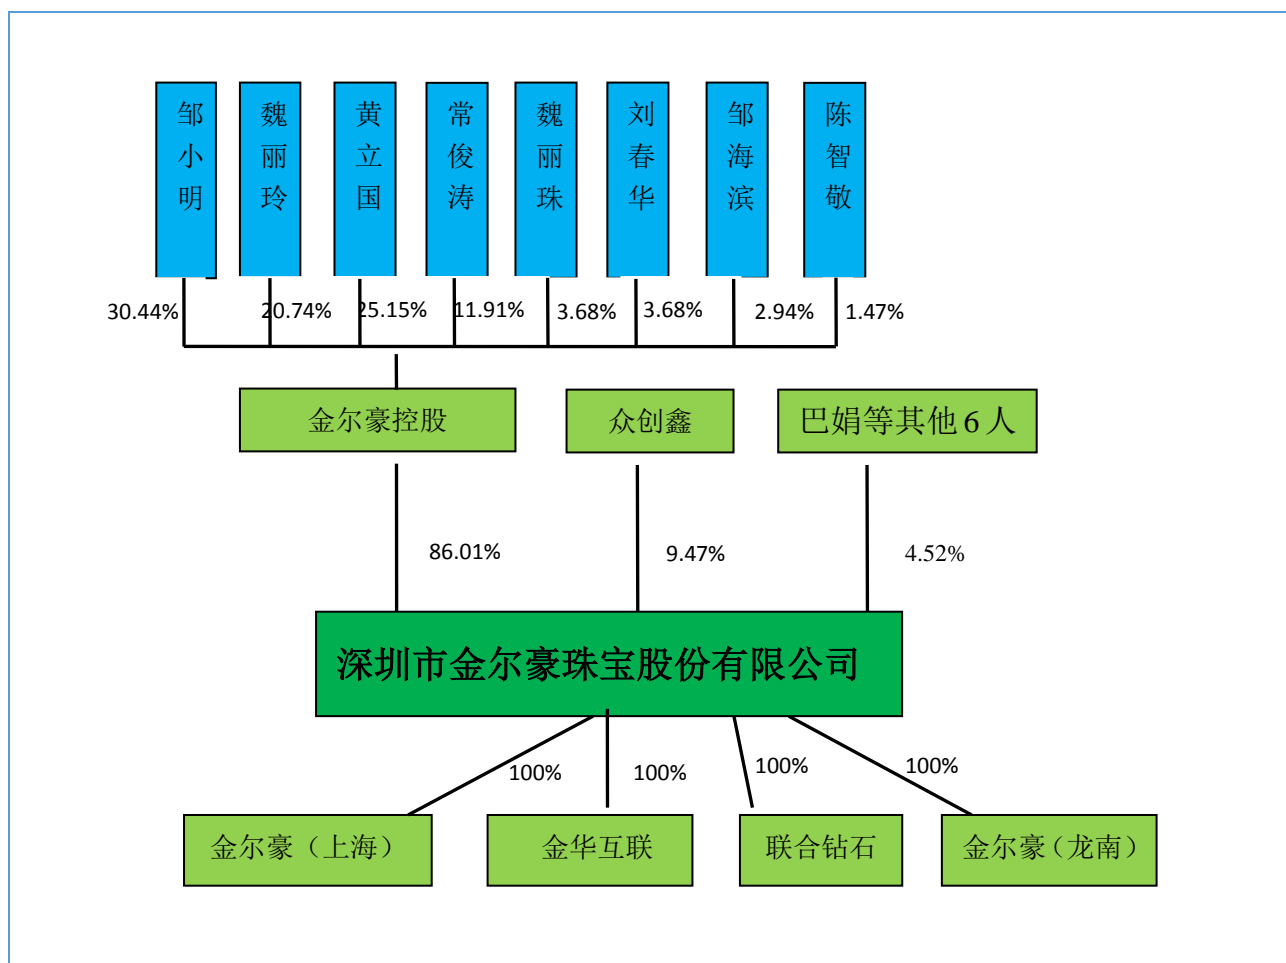 邹小明
魏丽玲
黄立国
常俊涛
魏丽珠
刘春华
邹海滨
陈智敬
30.44%
20.74%
25.15%
11.91%
3.68%
3.68%
2.94%
1.47%
金尔豪控股
众创鑫
巴娟等其他6人
86.01%
9.47%
4.52%
深圳市金尔豪珠宝股份有限公司
100%
100%
100%
100%
金尔豪（上海）
金华互联
联合钻石
金尔豪（龙南）